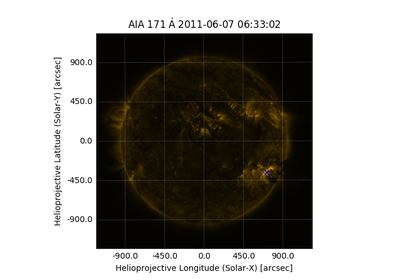 AIA 171 Å 2011-06-07 06:33:02
Helioprojective Latitude (Solar-Y) [arcsec]
900.0
450.0
0.0
-450.0
-900.0
-900.0 -450.0 0.0 450.0 900.0
Helioprojective Longitude (Solar-X) [arcsec]